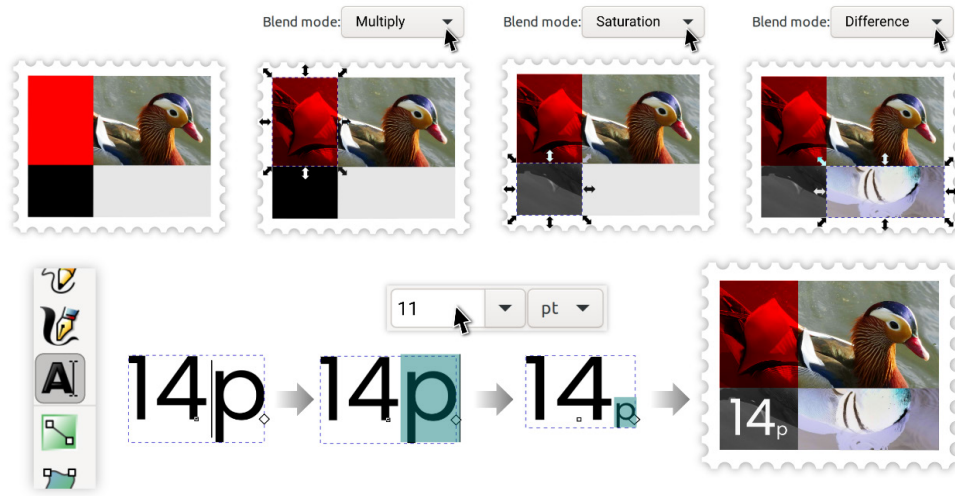 Blend mode: Multiply
Blend mode: Saturation
Blend mode: Difference
A
11 pt
14p
14p
14p
14p